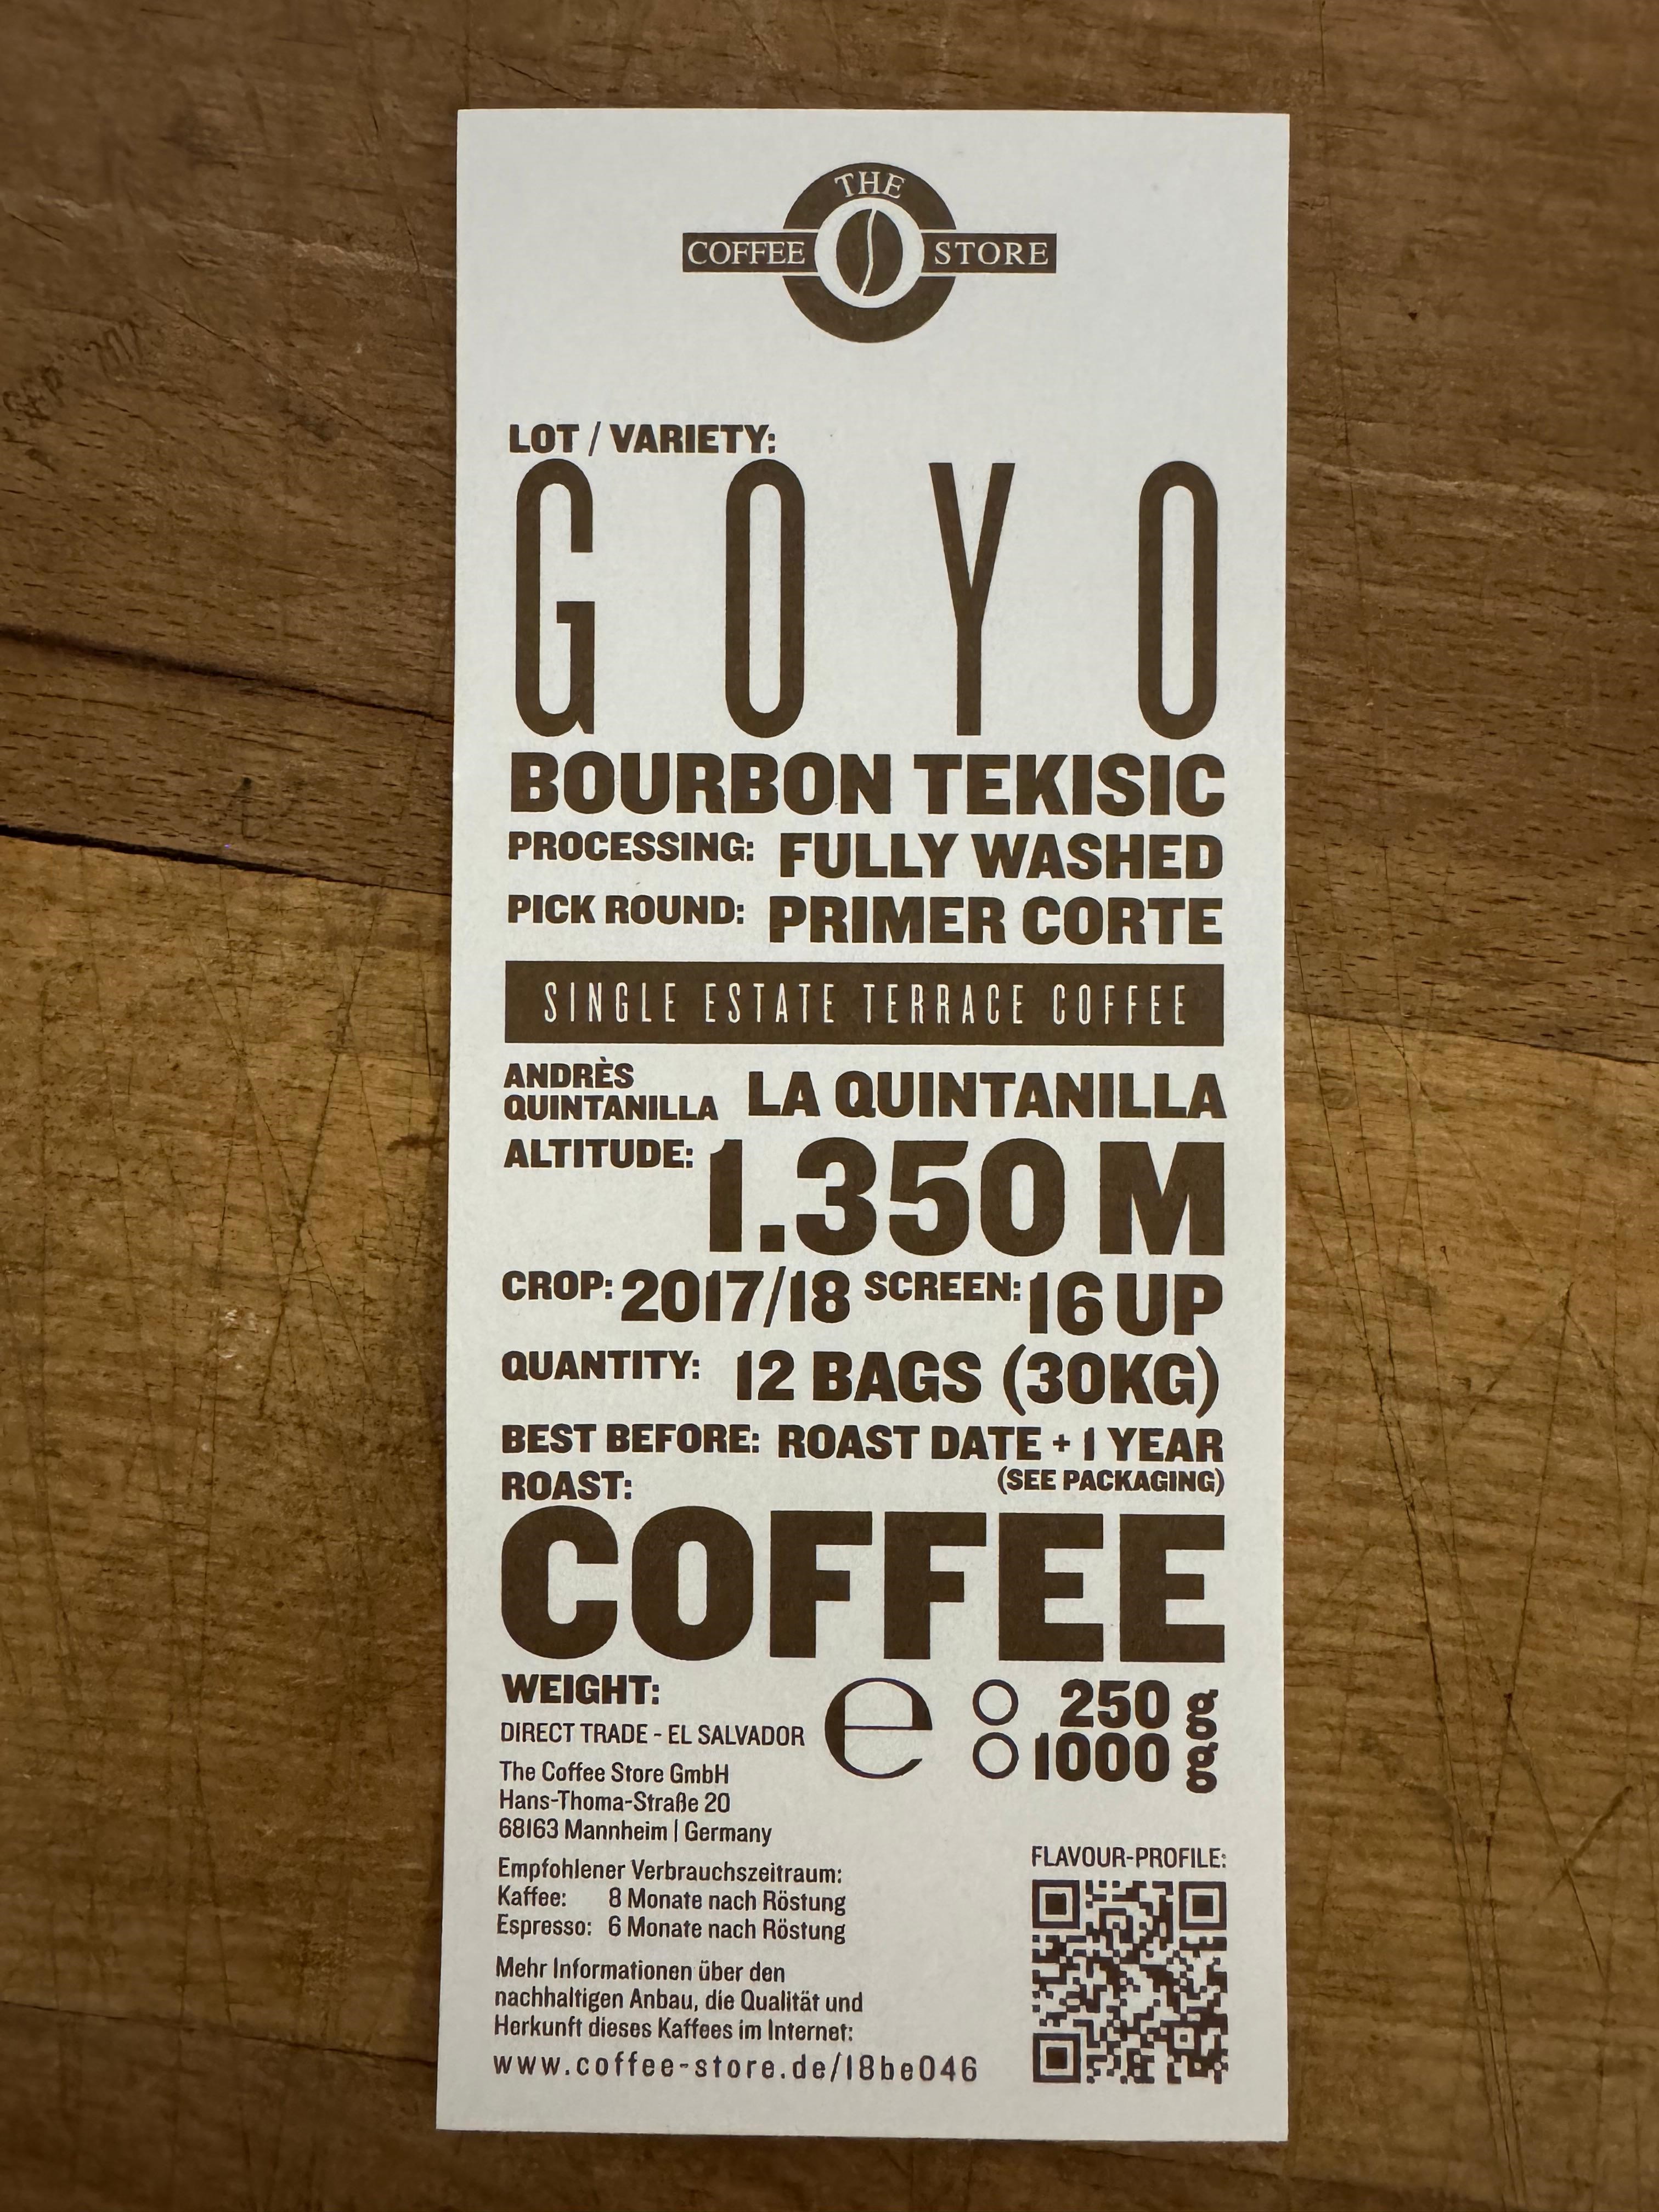 THE
COFFEE STORE
LOT / VARIETY:
GOYO
BOURBON TEKISIC
PROCESSING: FULLY WASHED
PICK ROUND: PRIMER CORTE
SINGLE ESTATE TERRACE COFFEE
ANDRÈS
QUINTANILLA LA QUINTANILLA
ALTITUDE: 1.350 M
CROP: 2017/18 SCREEN: 16 UP
QUANTITY: 12 BAGS (30KG)
BEST BEFORE: ROAST DATE + 1 YEAR
(SEE PACKAGING)
ROAST:
COFFEE
WEIGHT: e 250 g
1000 g
DIRECT TRADE - EL SALVADOR
The Coffee Store GmbH
Hans-Thoma-Straße 20
68163 Mannheim | Germany
Empfohlener Verbrauchszeitraum:
Kaffee: 8 Monate nach Röstung
Espresso: 6 Monate nach Röstung
Mehr Informationen über den
nachhaltigen Anbau, die Qualität und
Herkunft dieses Kaffees im Internet:
www.coffee-store.de/18be046
FLAVOUR-PROFILE: